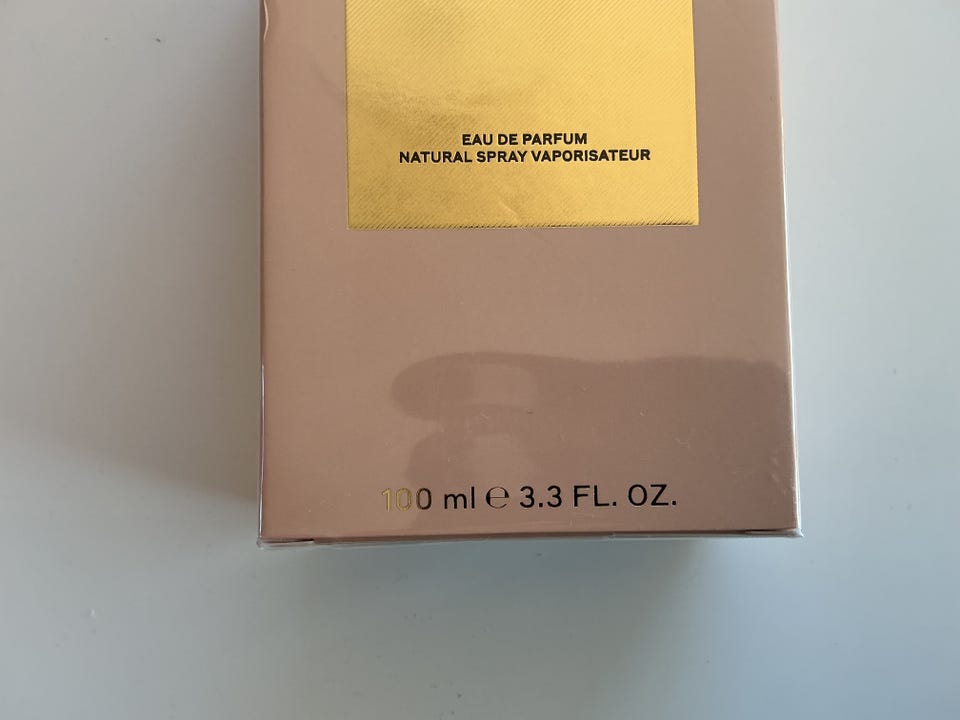 EAU DE PARFUM
NATURAL SPRAY VAPORISATEUR
100 ml ℮ 3.3 FL. OZ.